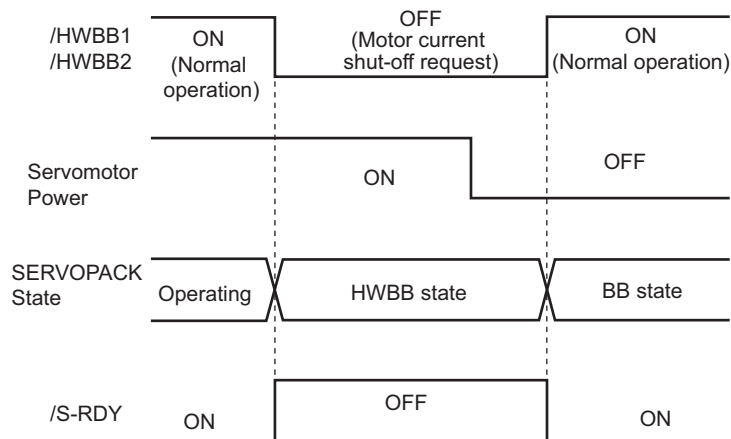 /HWBB1
/HWBB2
ON
(Normal
operation)
OFF
(Motor current
shut-off request)
ON
(Normal operation)
Servomotor
Power
ON
OFF
SERVOPACK
State
Operating
HWBB state
BB state
/S-RDY
ON
OFF
ON